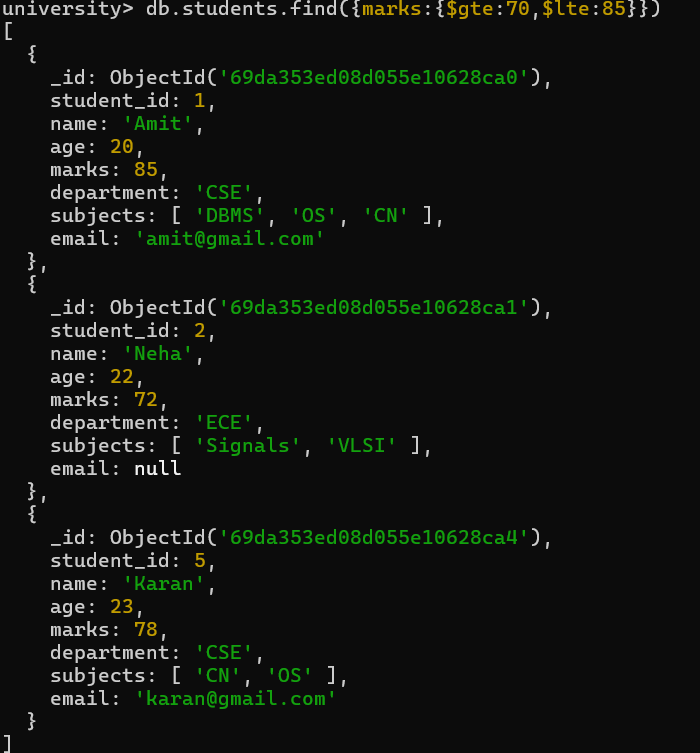 university> db.students.find({marks:{$gte:70,$lte:85}})
[
  {
    _id: ObjectId('69da353ed08d055e10628ca0'),
    student_id: 1,
    name: 'Amit',
    age: 20,
    marks: 85,
    department: 'CSE',
    subjects: [ 'DBMS', 'OS', 'CN' ],
    email: 'amit@gmail.com'
  },
  {
    _id: ObjectId('69da353ed08d055e10628ca1'),
    student_id: 2,
    name: 'Neha',
    age: 22,
    marks: 72,
    department: 'ECE',
    subjects: [ 'Signals', 'VLSI' ],
    email: null
  },
  {
    _id: ObjectId('69da353ed08d055e10628ca4'),
    student_id: 5,
    name: 'Karan',
    age: 23,
    marks: 78,
    department: 'CSE',
    subjects: [ 'CN', 'OS' ],
    email: 'karan@gmail.com'
  }
]